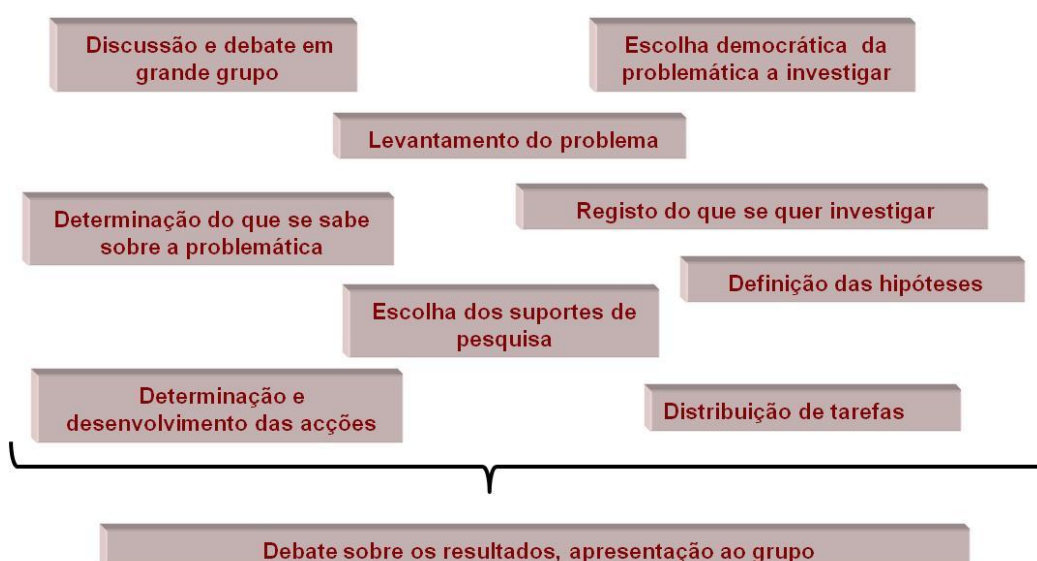 Discussão e debate em
grande grupo
Escolha democrática da
problemática a investigar
Levantamento do problema
Determinação do que se sabe
sobre a problemática
Registo do que se quer investigar
Definição das hipóteses
Escolha dos suportes de
pesquisa
Determinação e
desenvolvimento das acções
Distribuição de tarefas
Debate sobre os resultados, apresentação ao grupo